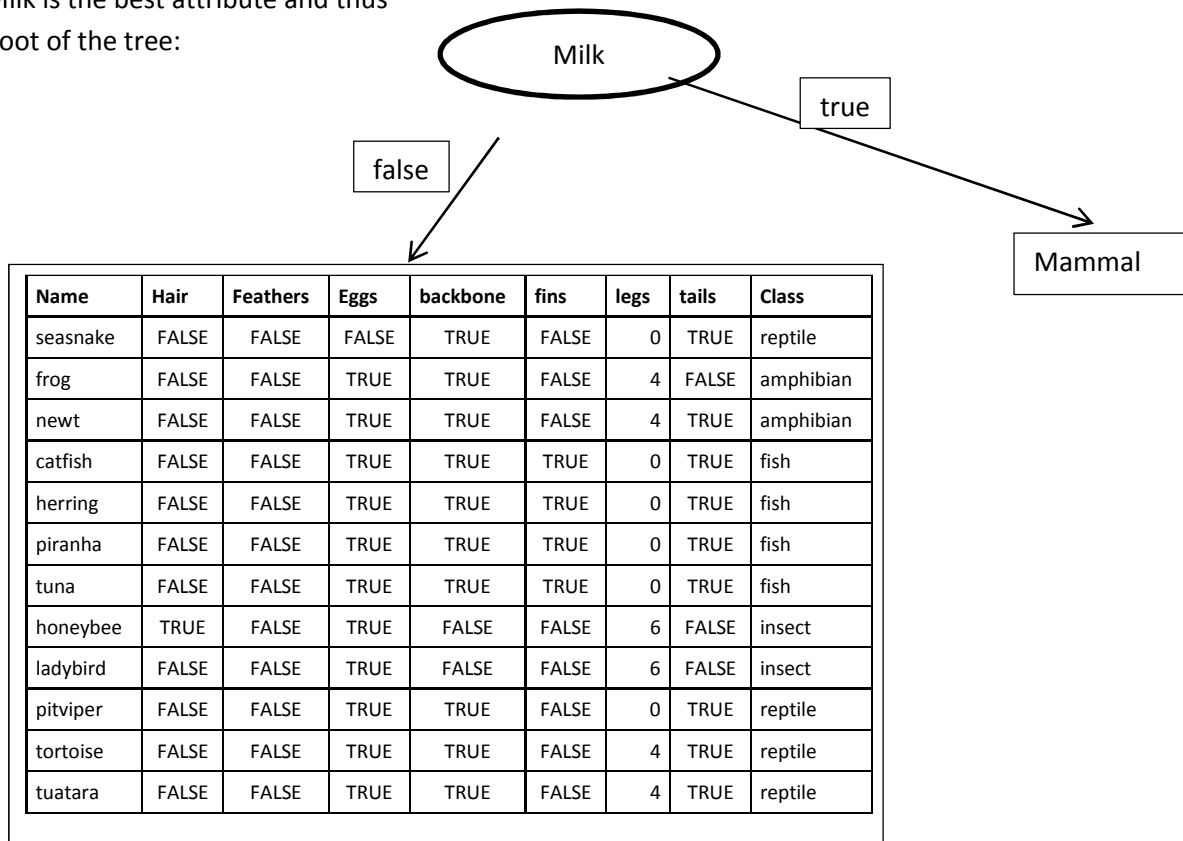 Milk is the best attribute and thus
root of the tree:
Milk
true
false
Mammal
Name Hair Feathers Eggs backbone fins legs tails Class
seasnake FALSE FALSE FALSE TRUE FALSE 0 TRUE reptile
frog FALSE FALSE TRUE TRUE FALSE 4 FALSE amphibian
newt FALSE FALSE TRUE TRUE FALSE 4 TRUE amphibian
catfish FALSE FALSE TRUE TRUE TRUE 0 TRUE fish
herring FALSE FALSE TRUE TRUE TRUE 0 TRUE fish
piranha FALSE FALSE TRUE TRUE TRUE 0 TRUE fish
tuna FALSE FALSE TRUE TRUE TRUE 0 TRUE fish
honeybee TRUE FALSE TRUE FALSE FALSE 6 FALSE insect
ladybird FALSE FALSE TRUE FALSE FALSE 6 FALSE insect
pitviper FALSE FALSE TRUE TRUE FALSE 0 TRUE reptile
tortoise FALSE FALSE TRUE TRUE FALSE 4 TRUE reptile
tuatara FALSE FALSE TRUE TRUE FALSE 4 TRUE reptile